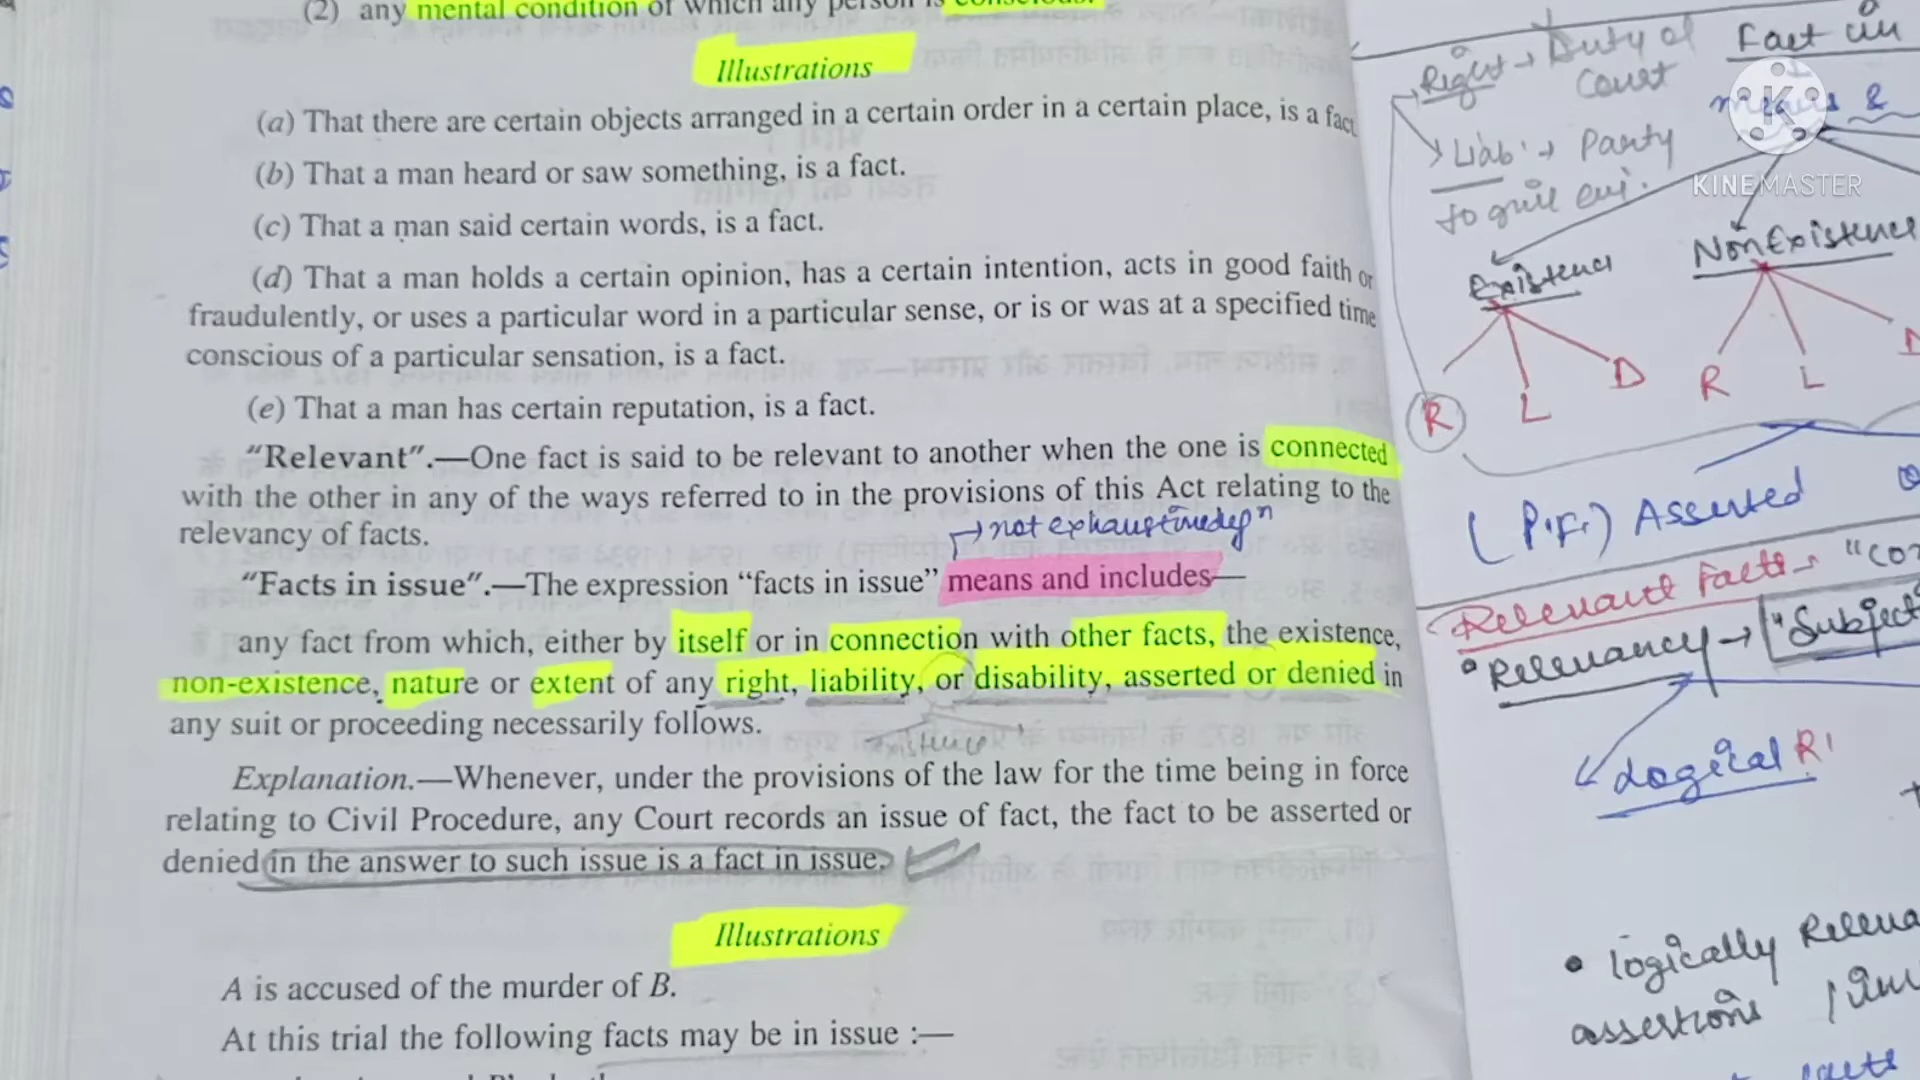 (2) any mental condition of which any person is conscious.
Illustrations
(a) That there are certain objects arranged in a certain order in a certain place, is a fact
(b) That a man heard or saw something, is a fact.
(c) That a man said certain words, is a fact.
(d) That a man holds a certain opinion, has a certain intention, acts in good faith or
fraudulently, or uses a particular word in a particular sense, or is or was at a specified time
conscious of a particular sensation, is a fact.
(e) That a man has certain reputation, is a fact.
“Relevant”.—One fact is said to be relevant to another when the one is connected
with the other in any of the ways referred to in the provisions of this Act relating to the
relevancy of facts.
→ not exhaustive defⁿ
“Facts in issue”.—The expression “facts in issue” means and includes—
any fact from which, either by itself or in connection with other facts, the existence,
non-existence, nature or extent of any right, liability, or disability, asserted or denied in
any suit or proceeding necessarily follows.
existence
Explanation.—Whenever, under the provisions of the law for the time being in force
relating to Civil Procedure, any Court records an issue of fact, the fact to be asserted or
denied in the answer to such issue is a fact in issue.
Illustrations
A is accused of the murder of B.
At this trial the following facts may be in issue :—
Right → Duty of
Court
Fact in
means &
Liab. → Party
to give evi.
K
KINEMASTER
Existence
Non Existence
R L D
R L D
(P.F.) Asserted
Relevant Facts - "con
• Relevancy → "Subject
Logical R
• logically Releva
assertions
facts